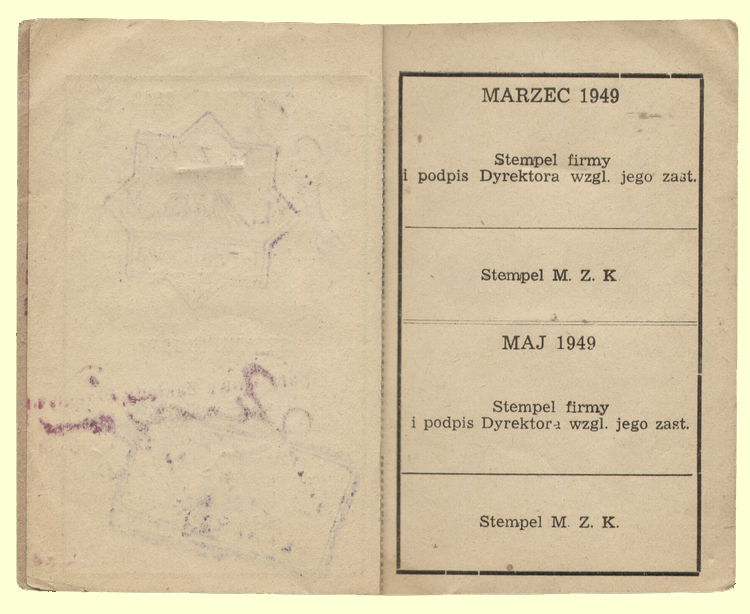 MARZEC 1949
Stempel firmy
i podpis Dyrektora wzgl. jego zast.
Stempel M. Z. K
MAJ 1949
Stempel firmy
i podpis Dyrektora wzgl. jego zast.
Stempel M. Z. K.